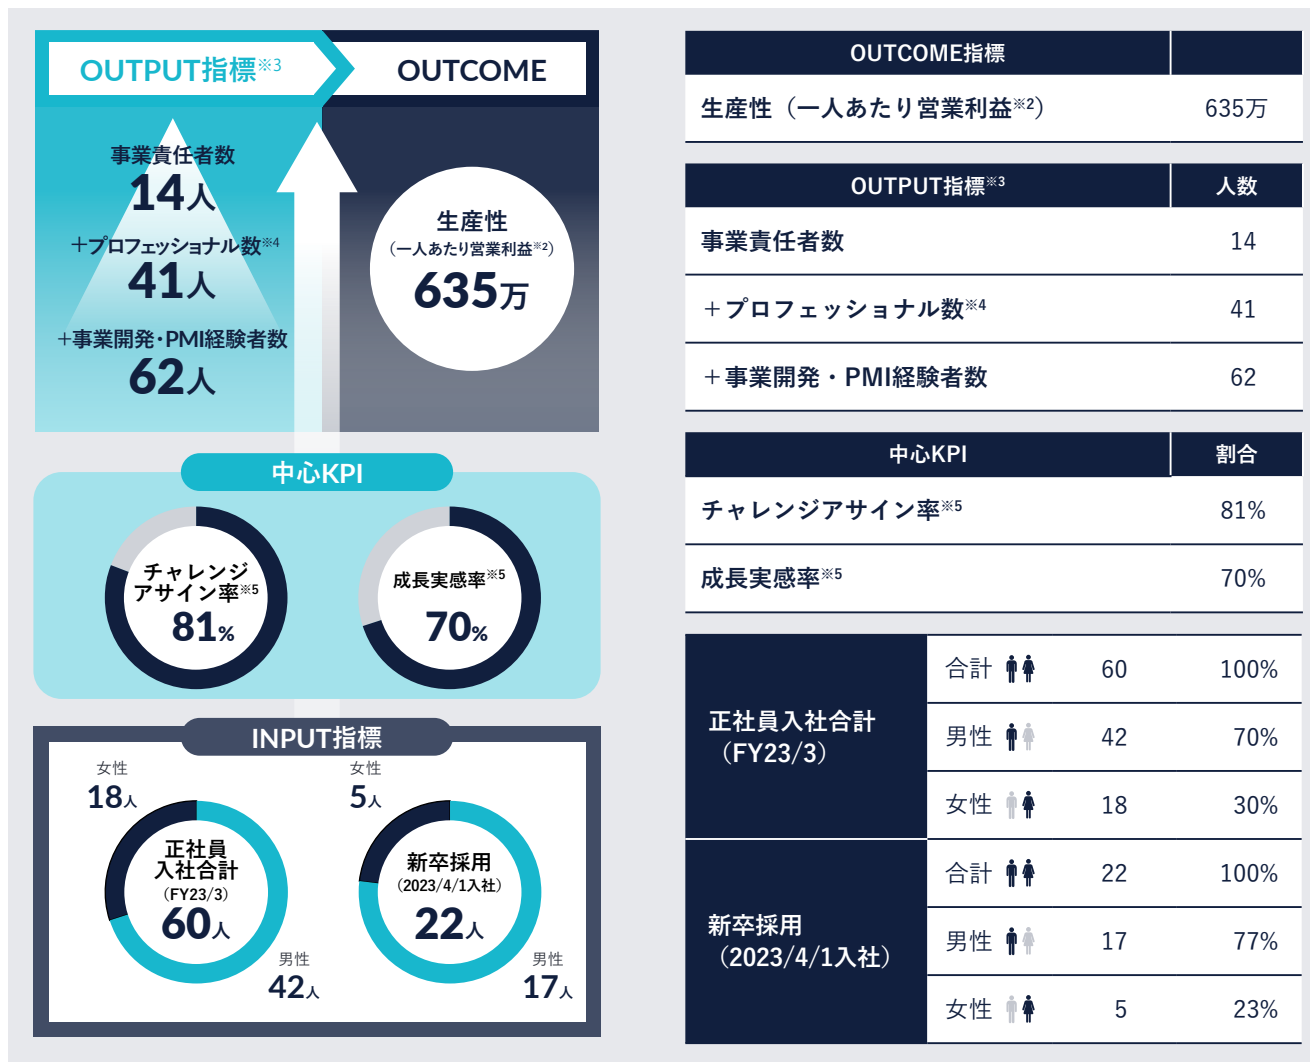 OUTPUT指標※3
OUTCOME
事業責任者数
14人
＋プロフェッショナル数※4
41人
＋事業開発・PMI経験者数
62人
生産性
（一人あたり営業利益※2）
635万
中心KPI
チャレンジ
アサイン率※5
81%
成長実感率※5
70%
INPUT指標
女性
18人
正社員
入社合計
（FY23/3）
60人
男性
42人
女性
5人
新卒採用
（2023/4/1入社）
22人
男性
17人
OUTCOME指標
生産性（一人あたり営業利益※2） 635万
OUTPUT指標※3 人数
事業責任者数 14
＋プロフェッショナル数※4 41
＋事業開発・PMI経験者数 62
中心KPI 割合
チャレンジアサイン率※5 81%
成長実感率※5 70%
正社員入社合計
（FY23/3）
合計 60 100%
男性 42 70%
女性 18 30%
新卒採用
（2023/4/1入社）
合計 22 100%
男性 17 77%
女性 5 23%